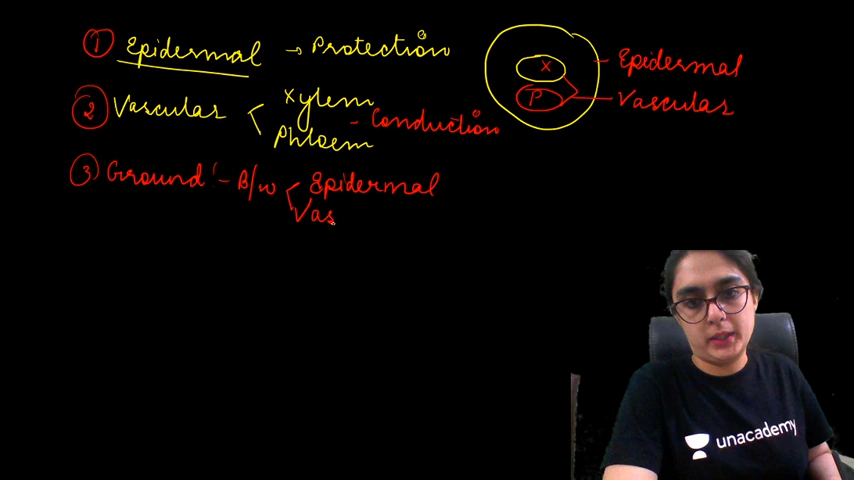 ① Epidermal → Protection
② Vascular < Xylem
Phloem - Conduction
③ Ground - B/w < Epidermal
Vas
X
P
Epidermal
Vascular
unacademy